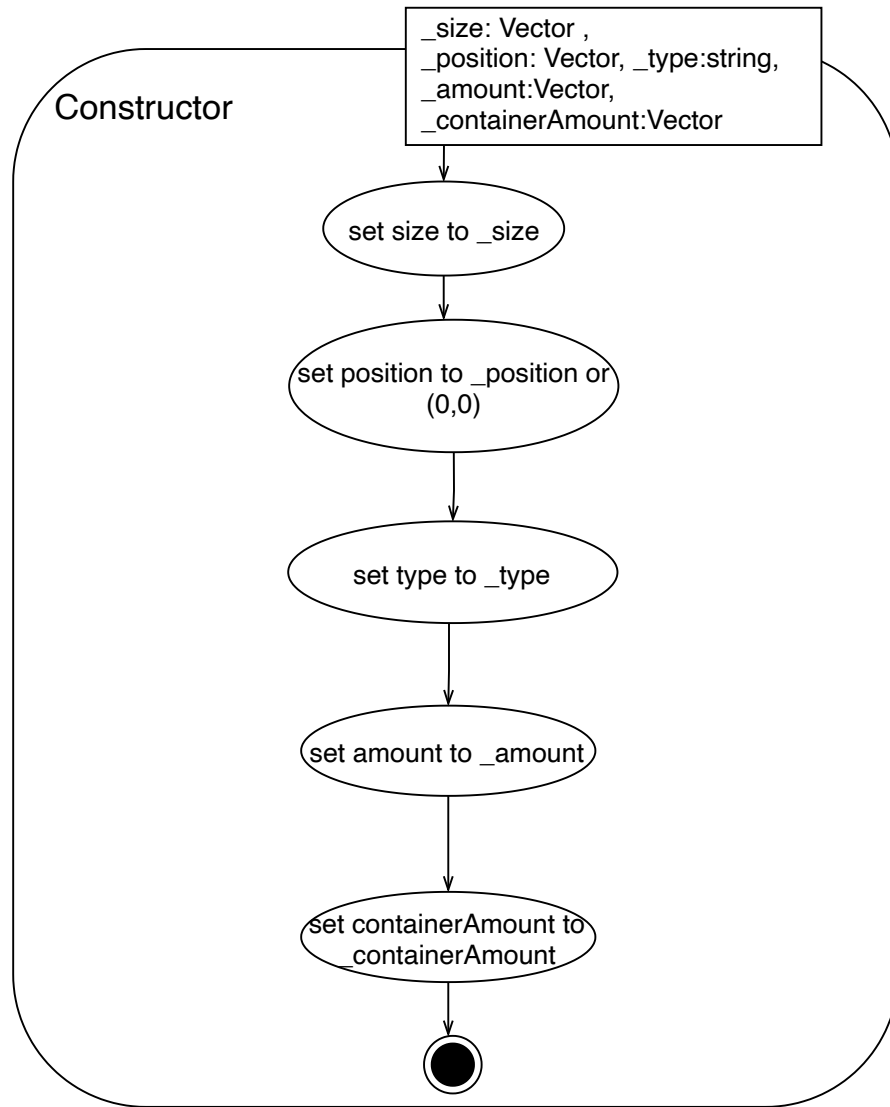 _size: Vector ,
_position: Vector, _type:string,
_amount:Vector,
_containerAmount:Vector
Constructor
set size to _size
set position to _position or
(0,0)
set type to _type
set amount to _amount
set containerAmount to
_containerAmount